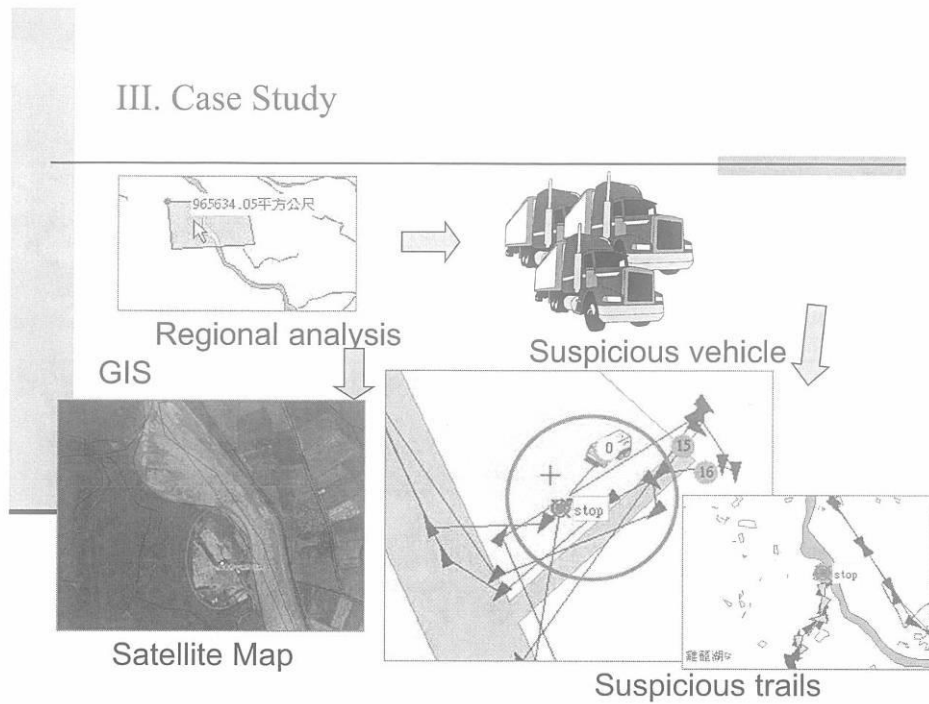 III. Case Study
965634.05平方公尺
Regional analysis
Suspicious vehicle
GIS
0
15
16
stop
stop
Satellite Map
Suspicious trails